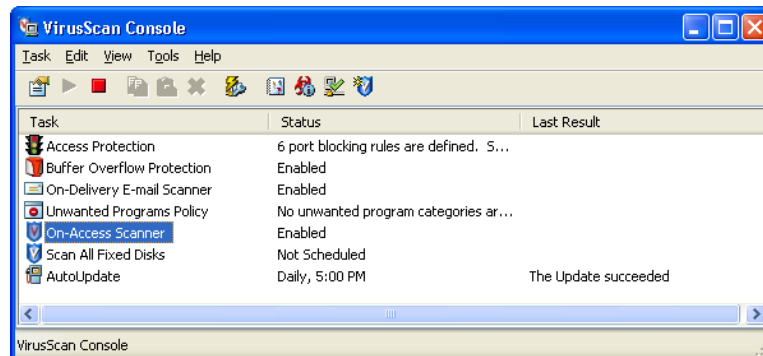 VirusScan Console
Task Edit View Tools Help
Task Status Last Result
Access Protection 6 port blocking rules are defined. S...
Buffer Overflow Protection Enabled
On-Delivery E-mail Scanner Enabled
Unwanted Programs Policy No unwanted program categories ar...
On-Access Scanner Enabled
Scan All Fixed Disks Not Scheduled
AutoUpdate Daily, 5:00 PM The Update succeeded
VirusScan Console